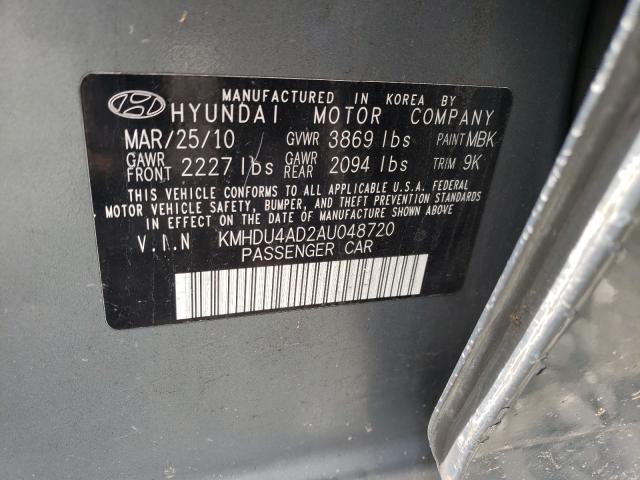 MANUFACTURED IN KOREA BY
HYUNDAI MOTOR COMPANY
MAR/25/10 GVWR 3869 lbs PAINT MBK
GAWR FRONT 2227 lbs GAWR REAR 2094 lbs TRIM 9K
THIS VEHICLE CONFORMS TO ALL APPLICABLE U.S.A. FEDERAL
MOTOR VEHICLE SAFETY, BUMPER, AND THEFT PREVENTION STANDARDS
IN EFFECT ON THE DATE OF MANUFACTURE SHOWN ABOVE.
V.I.N KMHDU4AD2AU048720
PASSENGER CAR